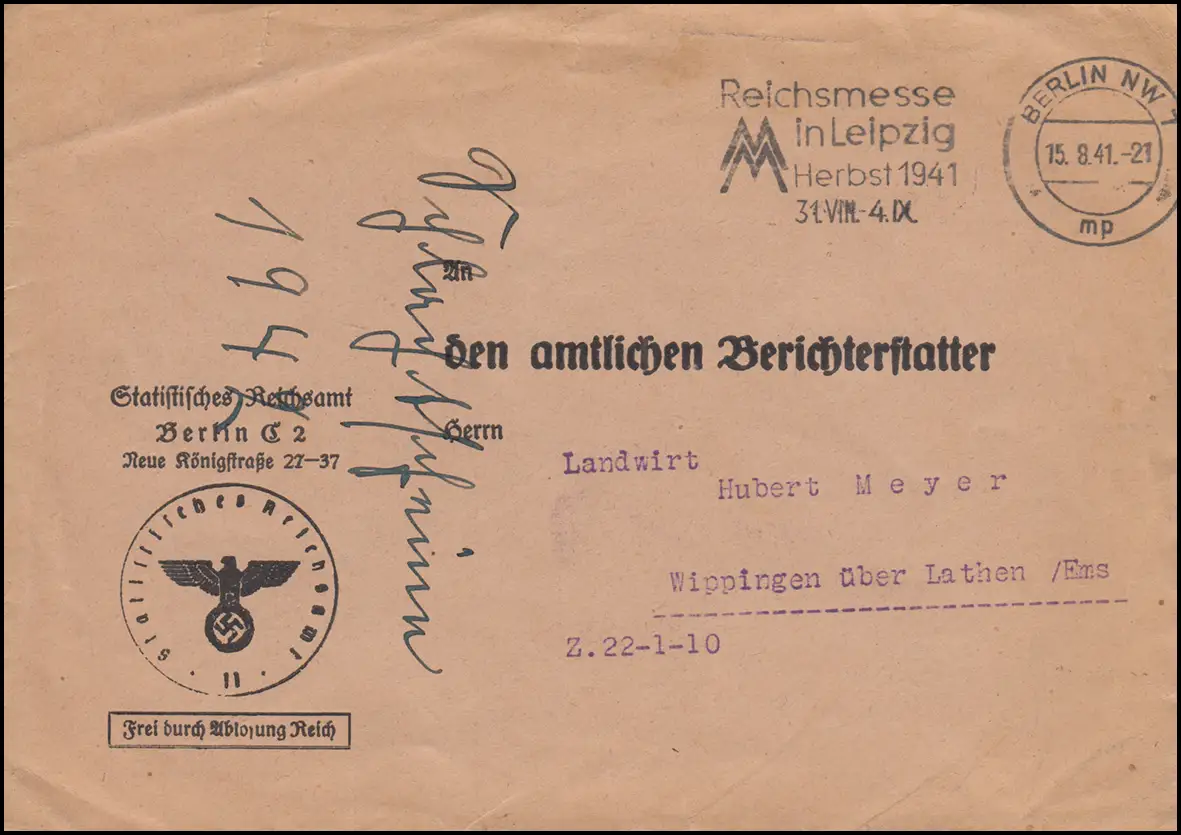 Reichsmesse
in Leipzig
Herbst 1941
31.VIII.-4.IX.
BERLIN NW 7
15. 8.41.-21
mp
An
den amtlichen Berichterstatter
Herrn
Landwirt
Hubert Meyer
Wippingen über Lathen /Ems
Z.22-1-10
Statistisches Reichsamt
Berlin C 2
Neue Königstraße 27—37
Statistisches Reichsamt
11
Frei durch Ablösung Reich